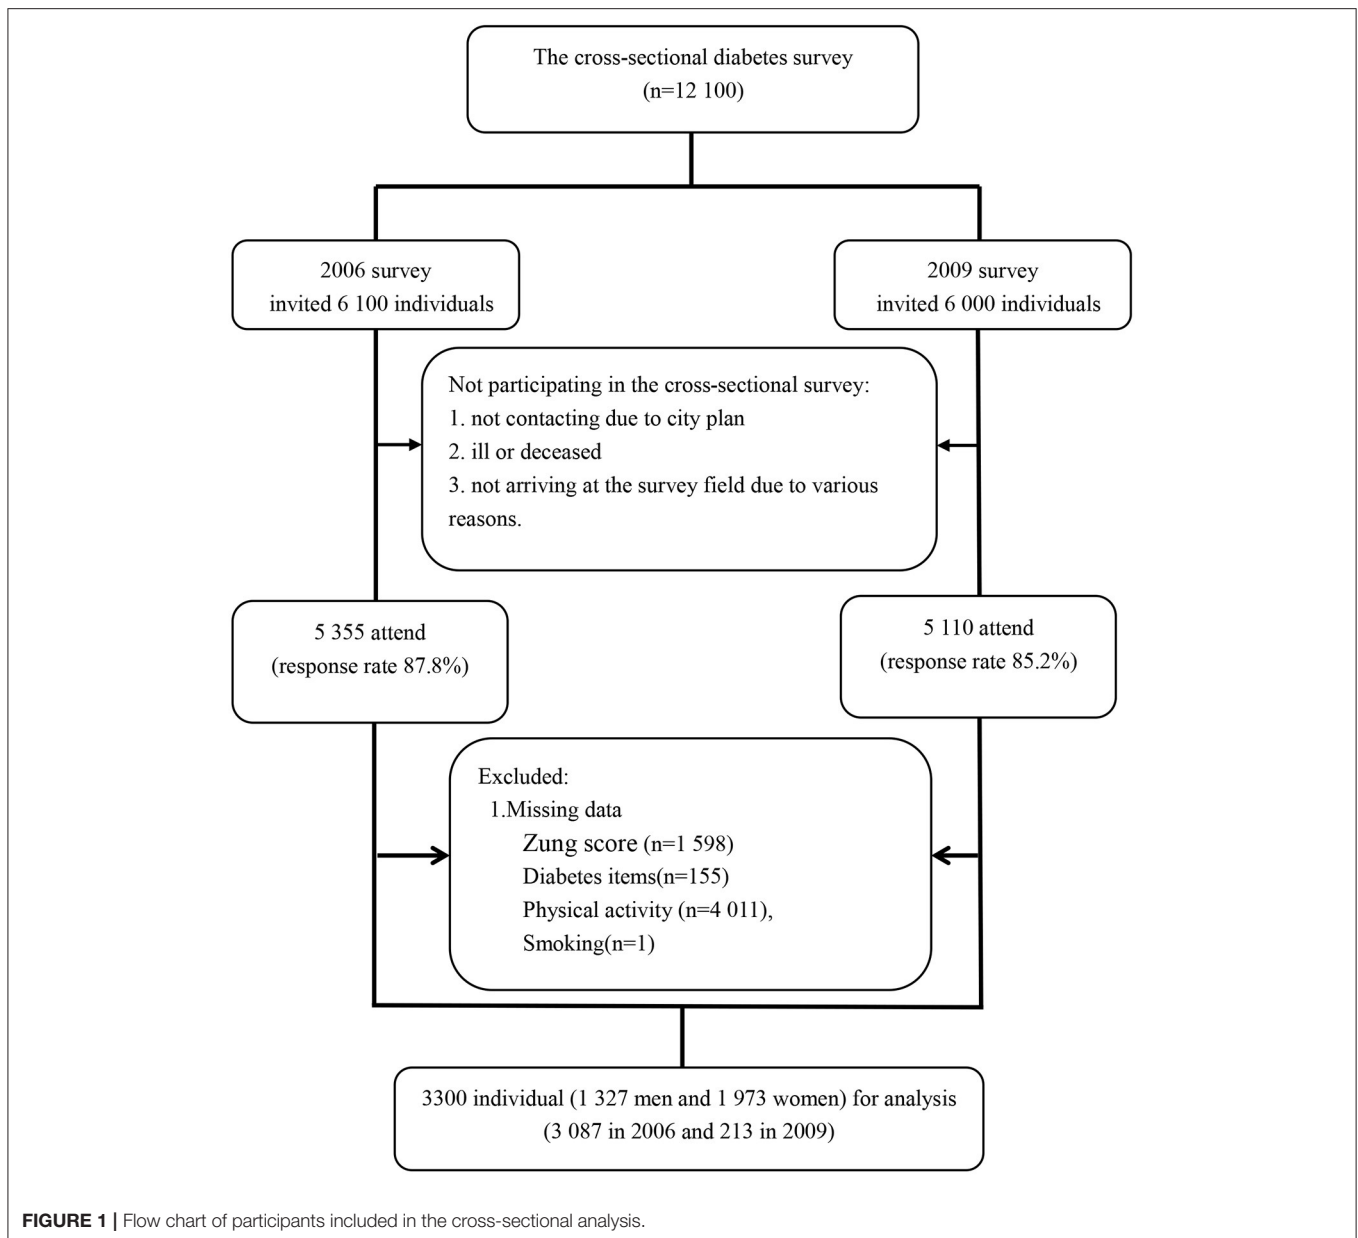 The cross-sectional diabetes survey
(n=12 100)
2006 survey
invited 6 100 individuals
2009 survey
invited 6 000 individuals
Not participating in the cross-sectional survey:
1. not contacting due to city plan
2. ill or deceased
3. not arriving at the survey field due to various
reasons.
5 355 attend
(response rate 87.8%)
5 110 attend
(response rate 85.2%)
Excluded:
1.Missing data
Zung score (n=1 598)
Diabetes items(n=155)
Physical activity (n=4 011),
Smoking(n=1)
3300 individual (1 327 men and 1 973 women) for analysis
(3 087 in 2006 and 213 in 2009)
FIGURE 1 | Flow chart of participants included in the cross-sectional analysis.